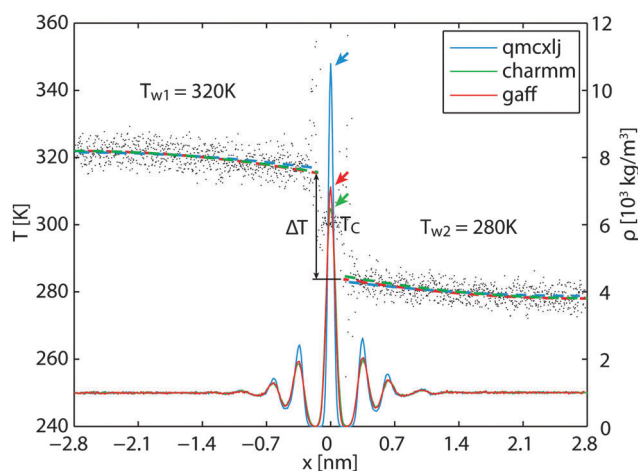 360
340
320
300
280
260
240
T [K]
12
10
8
6
4
2
0
ρ [10³ kg/m³]
qmcxlj
charmm
gaff
T_w1 = 320K
ΔT
T_C
T_w2 = 280K
−2.8 −2.1 −1.4 −0.7 0 0.7 1.4 2.1 2.8
x [nm]